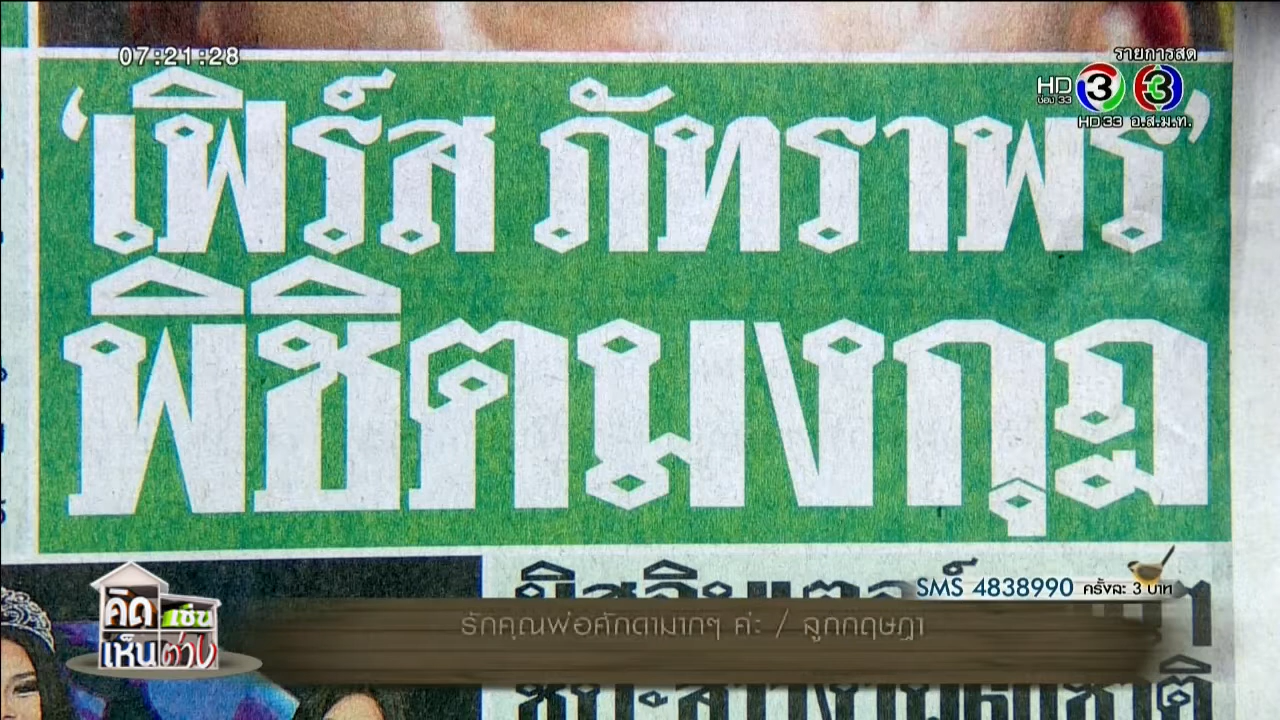 07:21:28
รายการสด
HD
ช่อง 33
3
3
HD33 อ.ส.ม.ท.
‘เฟิร์ส ภัทราพร’
พิชิตมงกุฎ
SMS 4838990 ครั้งละ 3 บาท
คิด
เช่น
เห็นต่าง
รักคุณพ่อศักดามากๆ ค่ะ / ลูกกฤษฎา